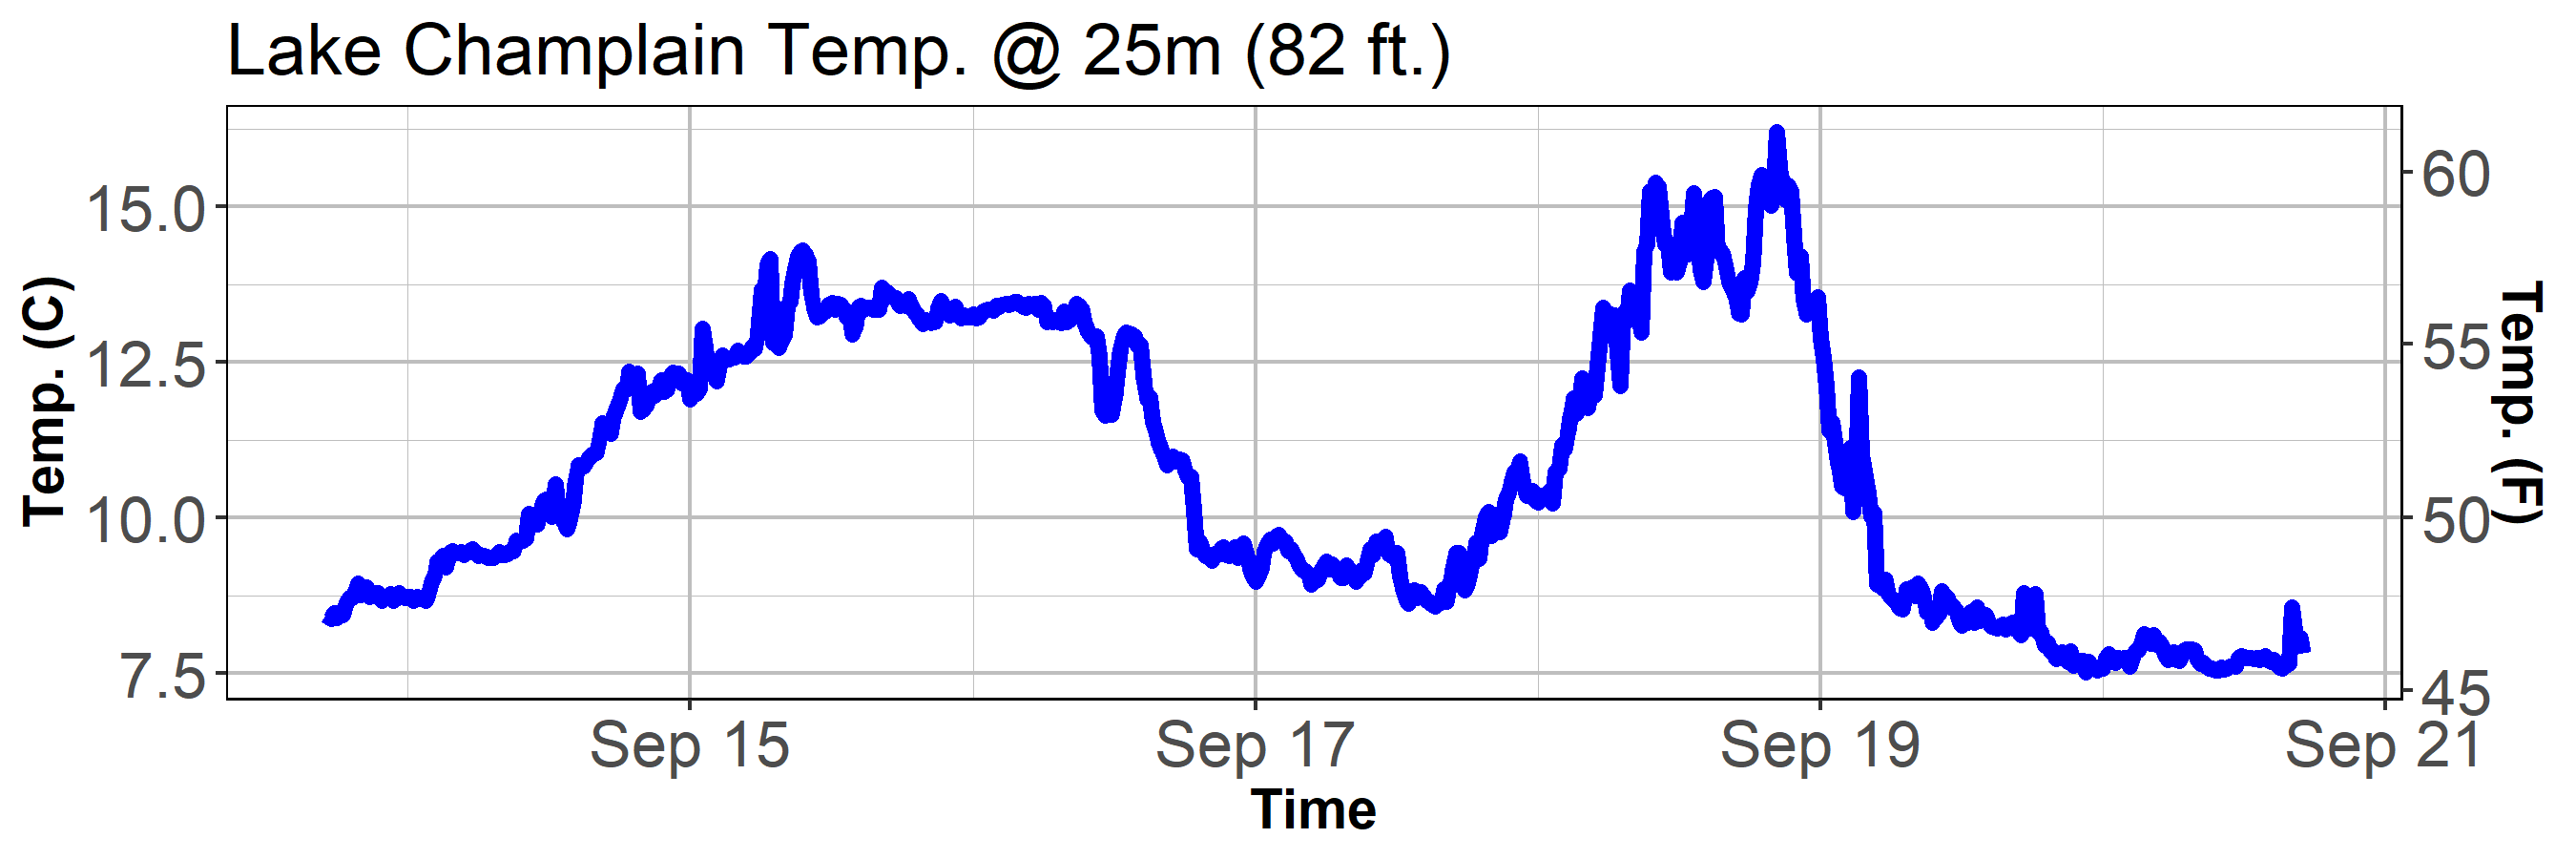 Lake Champlain Temp. @ 25m (82 ft.)
Temp. (C)
15.0
12.5
10.0
7.5
60
55
50
45
Temp. (F)
Sep 15 Sep 17 Sep 19 Sep 21
Time